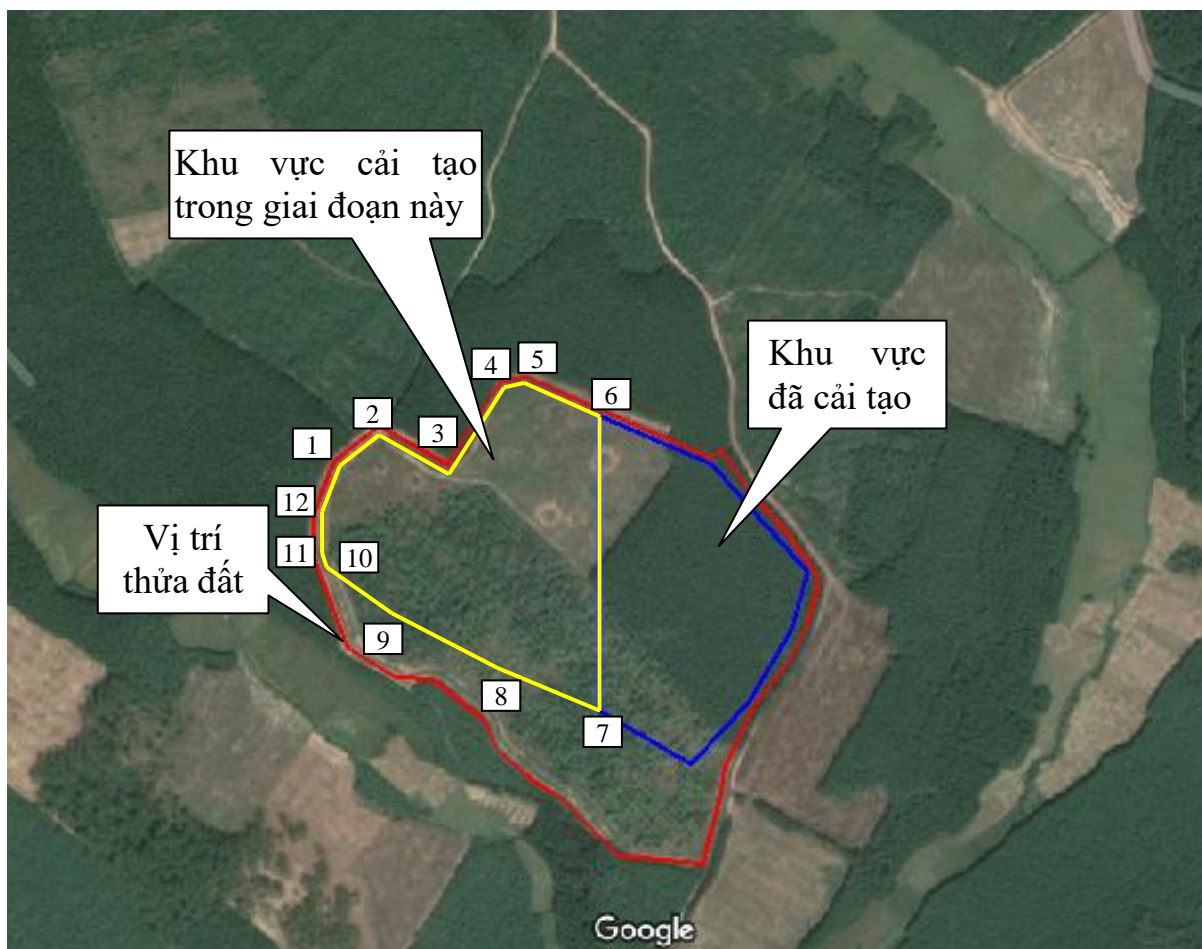 Khu vực cải tạo
trong giai đoạn này
Khu vực
đã cải tạo
5
4
6
2
3
1
12
Vị trí
thửa đất
11
10
9
8
7
Google